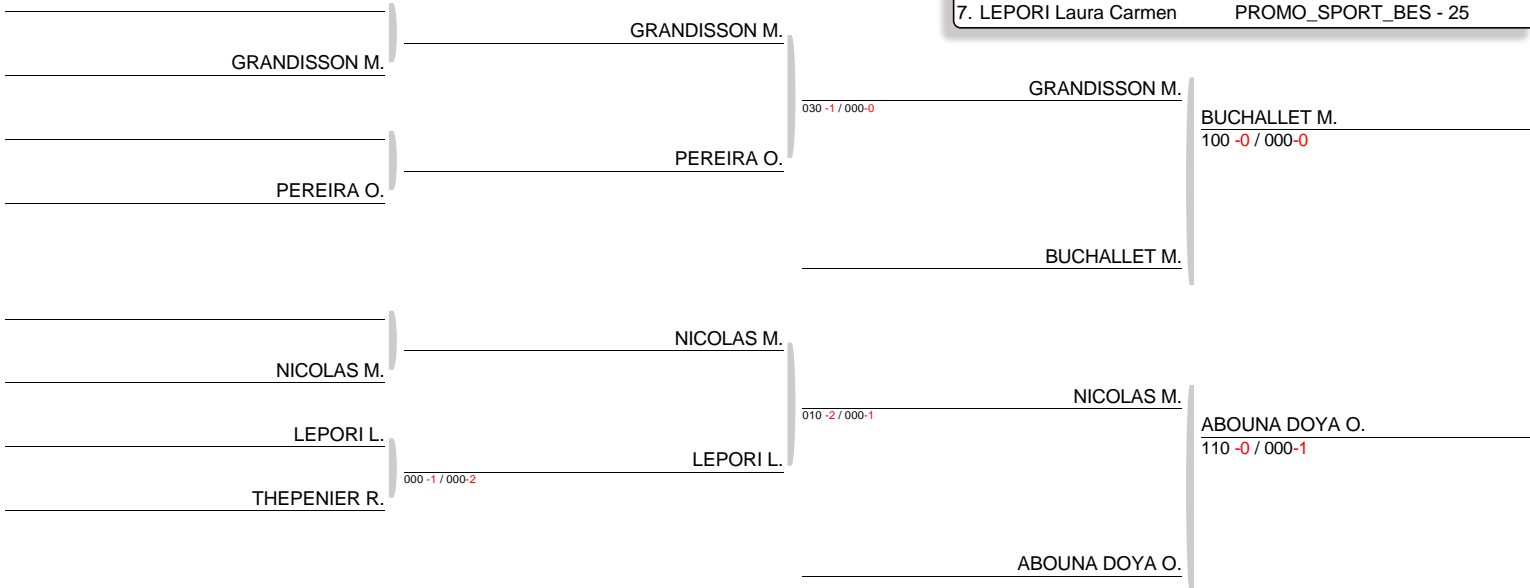 7. LEPORI Laura Carmen PROMO_SPORT_BES - 25
GRANDISSON M.
GRANDISSON M.
GRANDISSON M.
030 -1 / 000-0
BUCHALLET M.
100 -0 / 000-0
PEREIRA O.
PEREIRA O.
BUCHALLET M.
NICOLAS M.
NICOLAS M.
NICOLAS M.
010 -2 / 000-1
ABOUNA DOYA O.
110 -0 / 000-1
LEPORI L.
LEPORI L.
000 -1 / 000-2
THEPENIER R.
ABOUNA DOYA O.